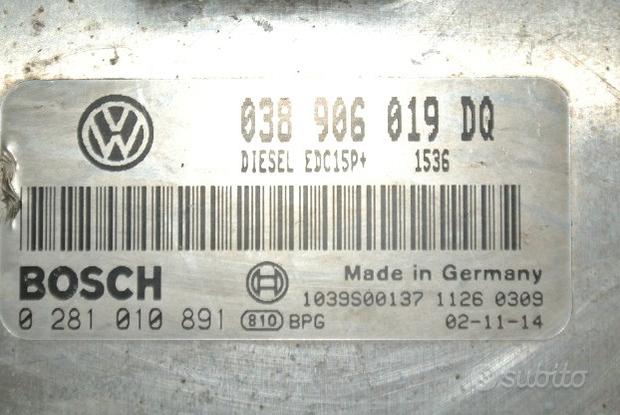 VW
038 906 019 DQ
DIESEL EDC15P+ 1536
BOSCH
Made in Germany
1039S00137 1126 0309
0 281 010 891 810 BPG 02-11-14
subito